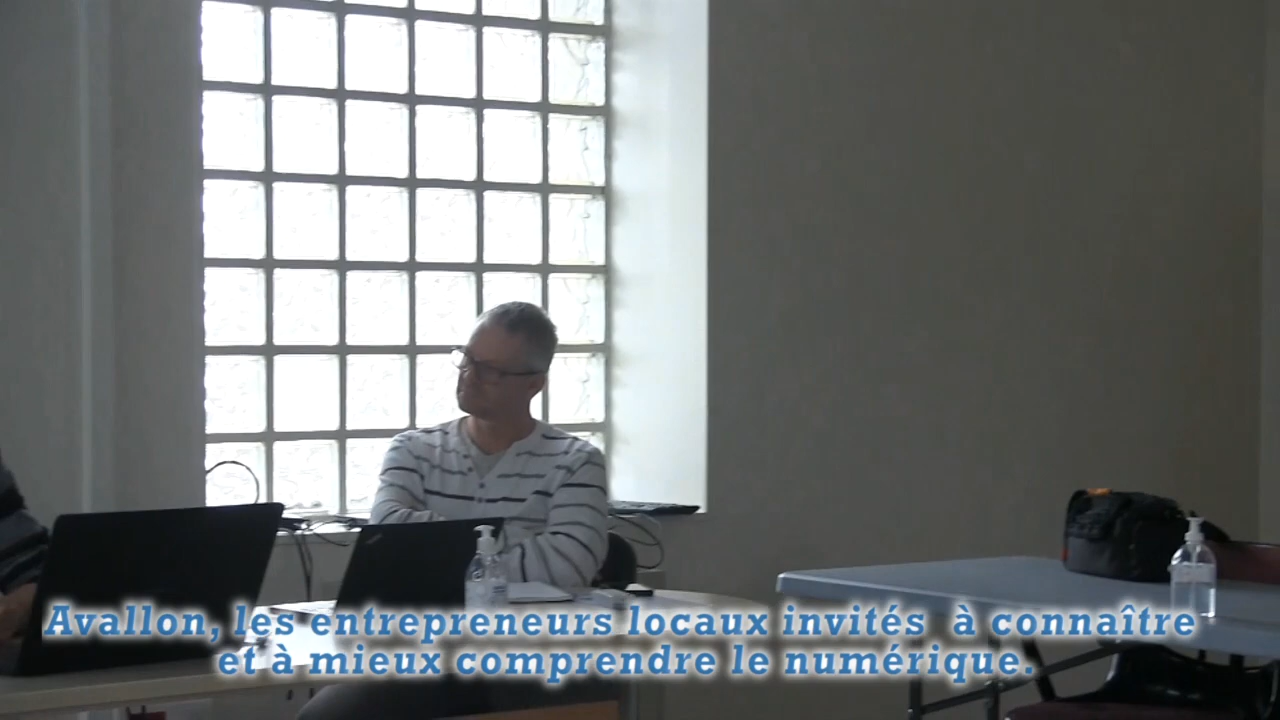 Avallon, les entrepreneurs locaux invités à connaître
et à mieux comprendre le numérique.